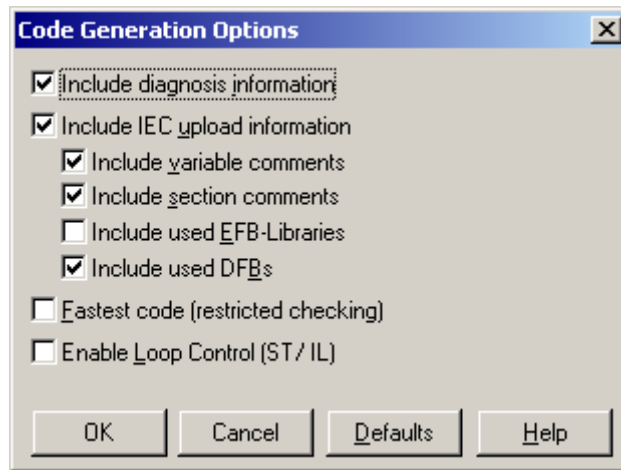 Code Generation Options
Include diagnosis information
Include IEC upload information
Include variable comments
Include section comments
Include used EFB-Libraries
Include used DFBs
Fastest code (restricted checking)
Enable Loop Control (ST / IL)
OK Cancel Defaults Help